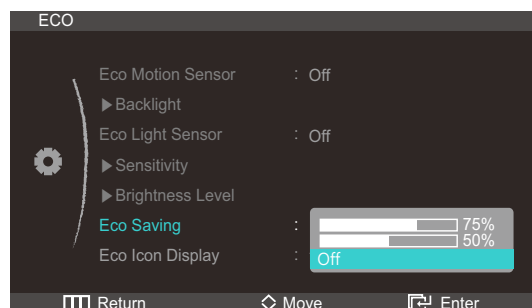 ECO
Eco Motion Sensor : Off
▶Backlight
Eco Light Sensor : Off
▶Sensitivity
▶Brightness Level
Eco Saving : 75%
50%
Eco Icon Display : Off
Return Move Enter